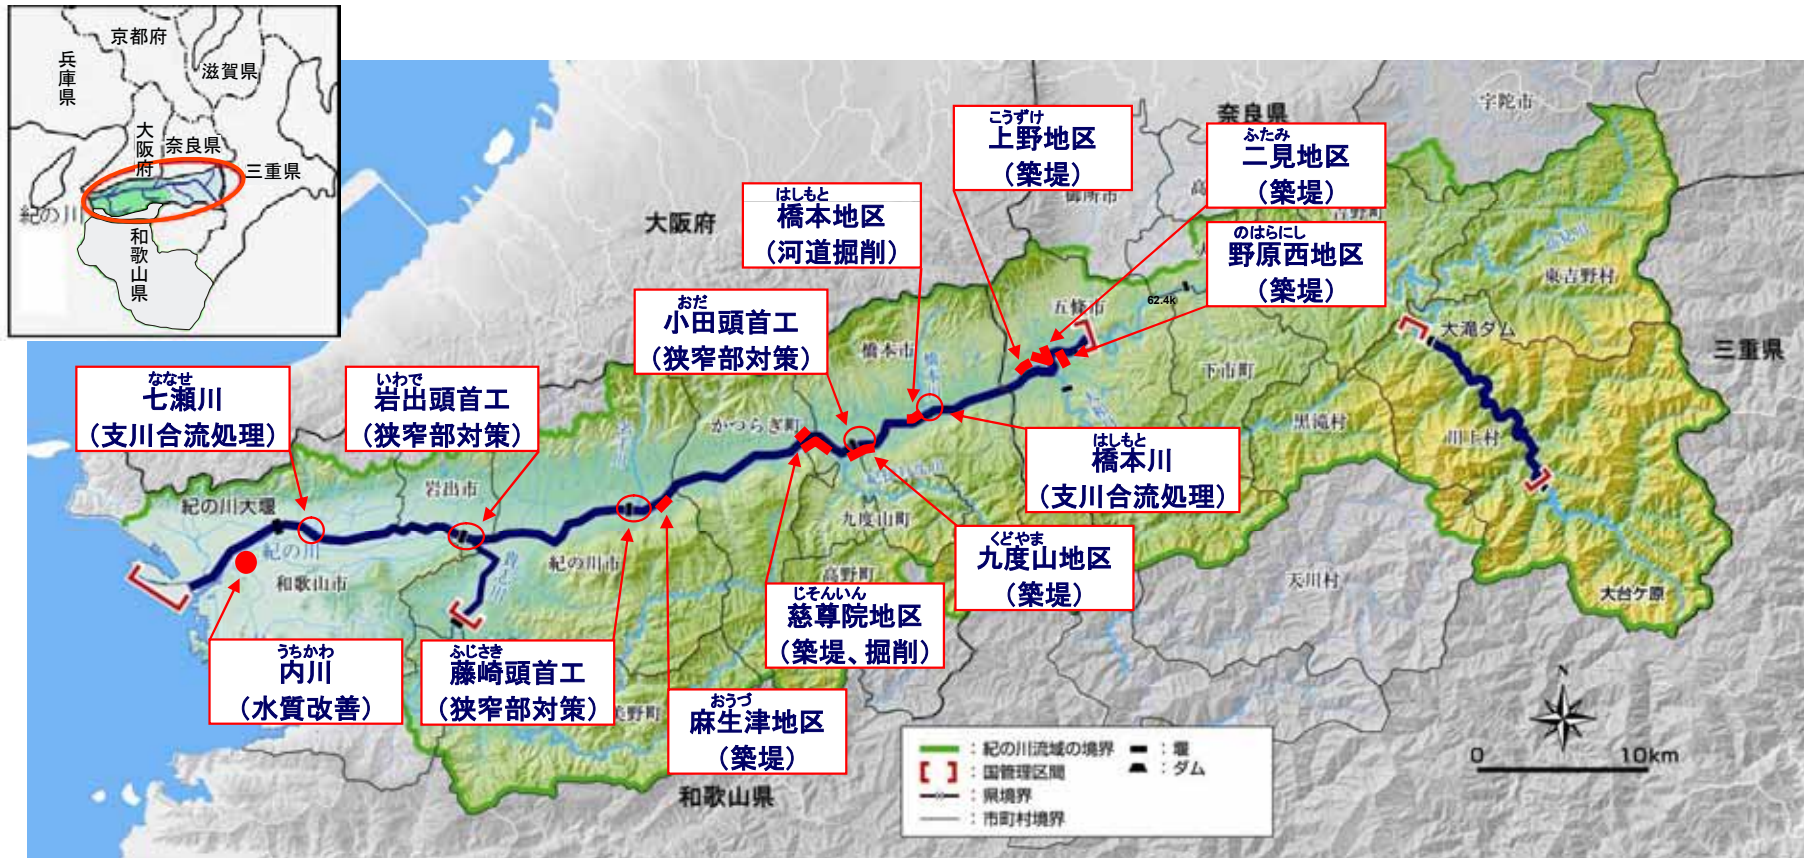 京都府
兵庫県
滋賀県
大阪府
奈良県
三重県
紀の川
和歌山県
こうずけ
上野地区
(築堤)
奈良県
宇陀市
ふたみ
二見地区
(築堤)
はしもと
橋本地区
(河道掘削)
御所市
吉野町
大阪府
のはらにし
野原西地区
(築堤)
東吉野村
おだ
小田頭首工
(狭窄部対策)
62.4k
五條市
大滝ダム
三重県
橋本市
下市町
ななせ
七瀬川
(支川合流処理)
いわで
岩出頭首工
(狭窄部対策)
かつらぎ町
黒滝村
川上村
はしもと
橋本川
(支川合流処理)
岩出市
紀の川大堰
九度山町
紀の川
紀の川市
和歌山市
高野町
くどやま
九度山地区
(築堤)
天川村
大台ケ原
じそんいん
慈尊院地区
(築堤、掘削)
うちかわ
内川
(水質改善)
ふじさき
藤崎頭首工
(狭窄部対策)
おうづ
麻生津地区
(築堤)
美野町
和歌山県
：紀の川流域の境界
：堰
：国管理区間
：ダム
：県境界
：市町村境界
N
0
10km